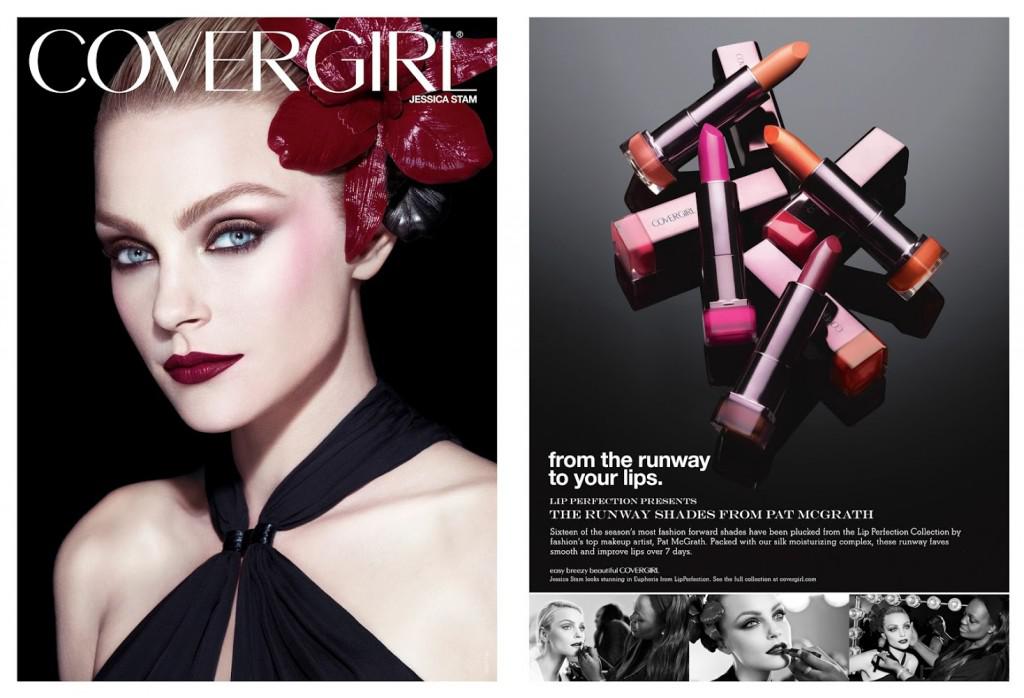 COVERGIRL®
JESSICA STAM
COVERGIRL
from the runway
to your lips.
LIP PERFECTION PRESENTS
THE RUNWAY SHADES FROM PAT MCGRATH
Sixteen of the season's most fashion forward shades have been plucked from the Lip Perfection Collection by
fashion's top makeup artist, Pat McGrath. Packed with our silk moisturizing complex, these runway faves
smooth and improve lips over 7 days.
easy breezy beautiful COVERGIRL
Jessica Stam looks stunning in Euphoria from LipPerfection. See the full collection at covergirl.com